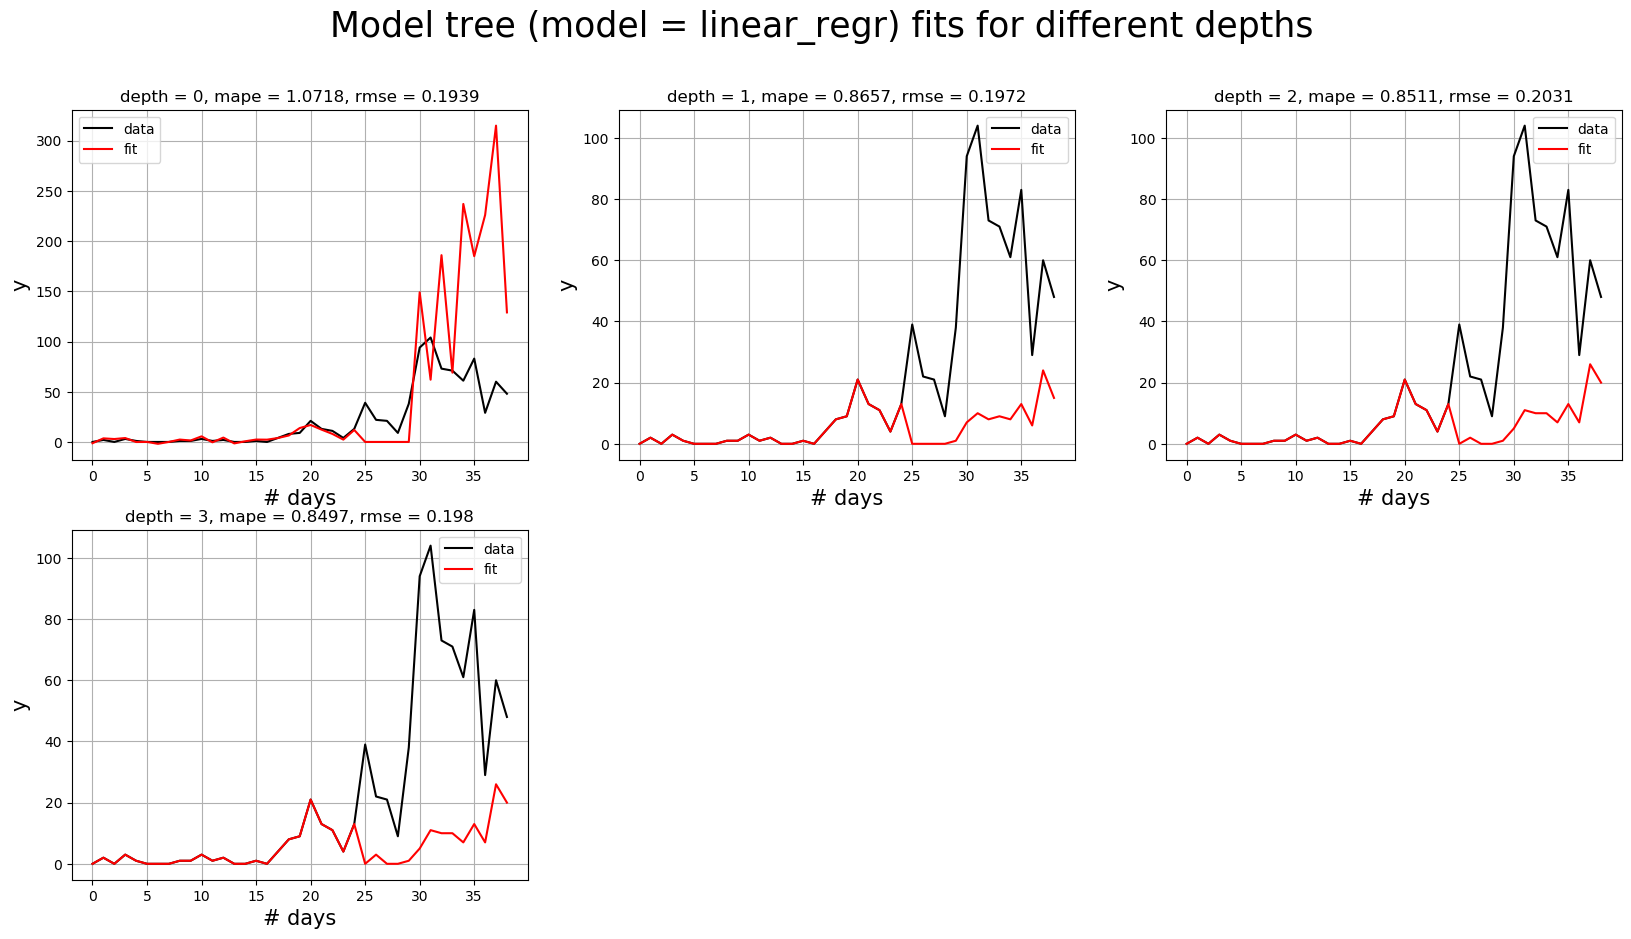 Model tree (model = linear_regr) fits for different depths
depth = 0, mape = 1.0718, rmse = 0.1939
data
fit
300
250
200
150
100
50
0
y
0 5 10 15 20 25 30 35
# days
depth = 1, mape = 0.8657, rmse = 0.1972
data
fit
100
80
60
40
20
0
y
0 5 10 15 20 25 30 35
# days
depth = 2, mape = 0.8511, rmse = 0.2031
data
fit
100
80
60
40
20
0
y
0 5 10 15 20 25 30 35
# days
depth = 3, mape = 0.8497, rmse = 0.198
data
fit
100
80
60
40
20
0
y
0 5 10 15 20 25 30 35
# days